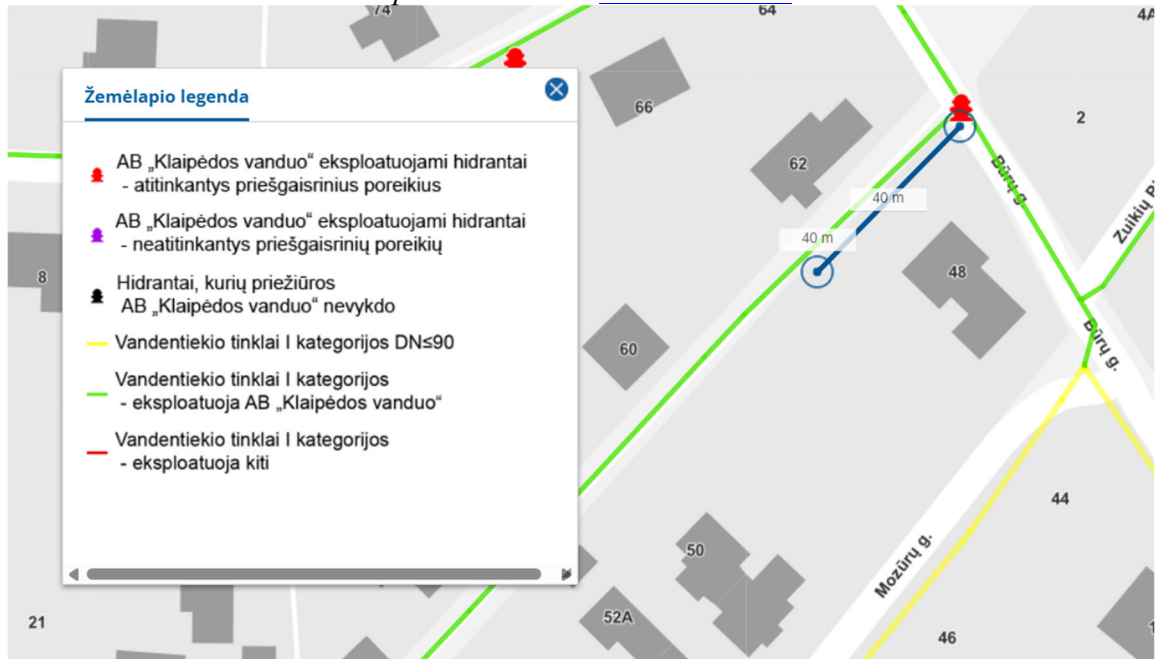 74
64
4A
Žemėlapio legenda
66
2
AB „Klaipėdos vanduo“ eksploatuojami hidrantai
- atitinkantys priešgaisrinius poreikius
62
Būrų g.
40 m
AB „Klaipėdos vanduo“ eksploatuojami hidrantai
- neatitinkantys priešgaisrinių poreikių
40 m
Zuikių
8
48
Hidrantai, kurių priežiūros
AB „Klaipėdos vanduo“ nevykdo
Vandentiekio tinklai I kategorijos DN≤90
60
Būrų g.
Vandentiekio tinklai I kategorijos
- eksploatuoja AB „Klaipėdos vanduo“
Vandentiekio tinklai I kategorijos
- eksploatuoja kiti
44
50
Mozūrų g.
21
52A
46